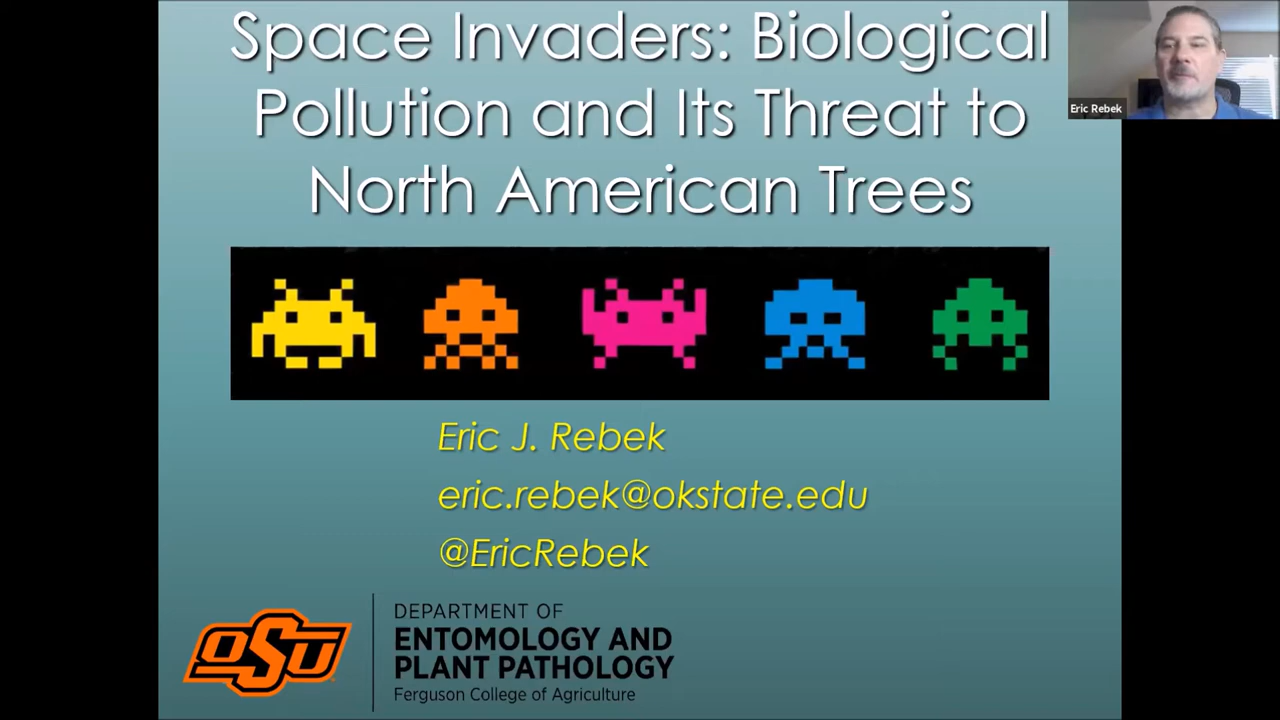 Space Invaders: Biological
Pollution and Its Threat to
North American Trees
Eric Rebek
Eric J. Rebek
eric.rebek@okstate.edu
@EricRebek
OSU
DEPARTMENT OF
ENTOMOLOGY AND
PLANT PATHOLOGY
Ferguson College of Agriculture